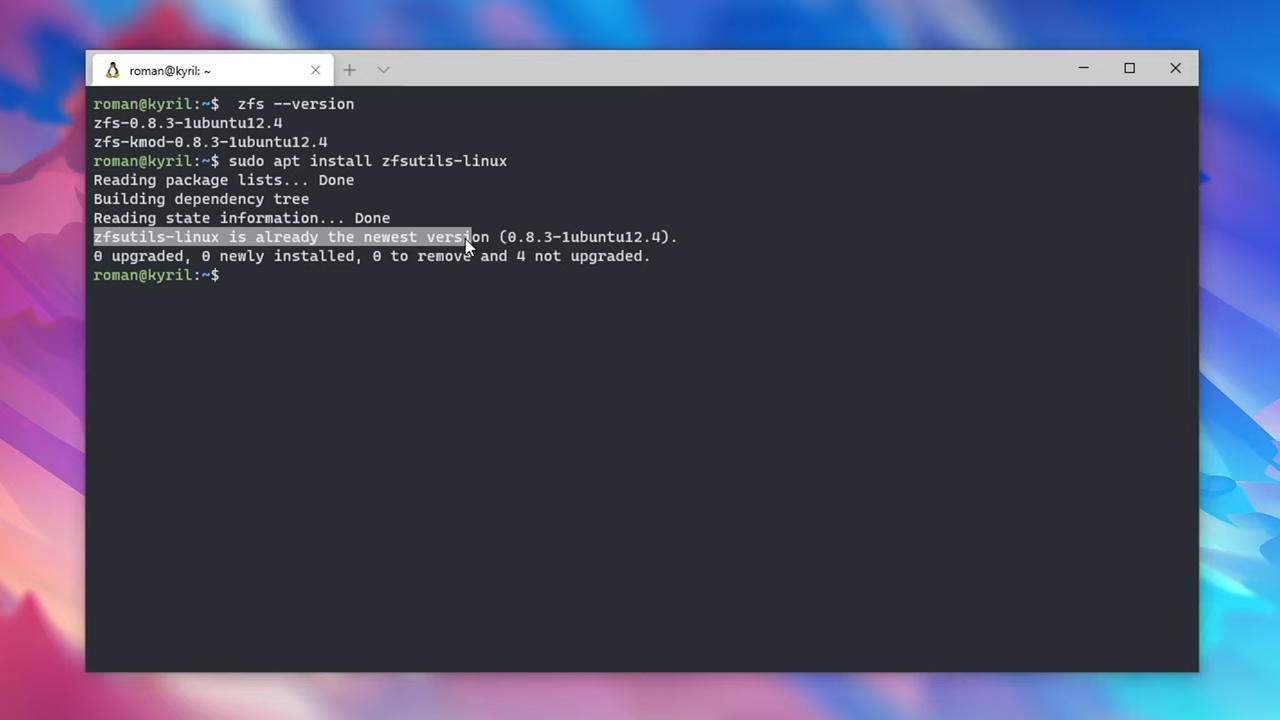 roman@kyril: ~
roman@kyril:~$  zfs --version
zfs-0.8.3-1ubuntu12.4
zfs-kmod-0.8.3-1ubuntu12.4
roman@kyril:~$ sudo apt install zfsutils-linux
Reading package lists... Done
Building dependency tree
Reading state information... Done
zfsutils-linux is already the newest version (0.8.3-1ubuntu12.4).
0 upgraded, 0 newly installed, 0 to remove and 4 not upgraded.
roman@kyril:~$